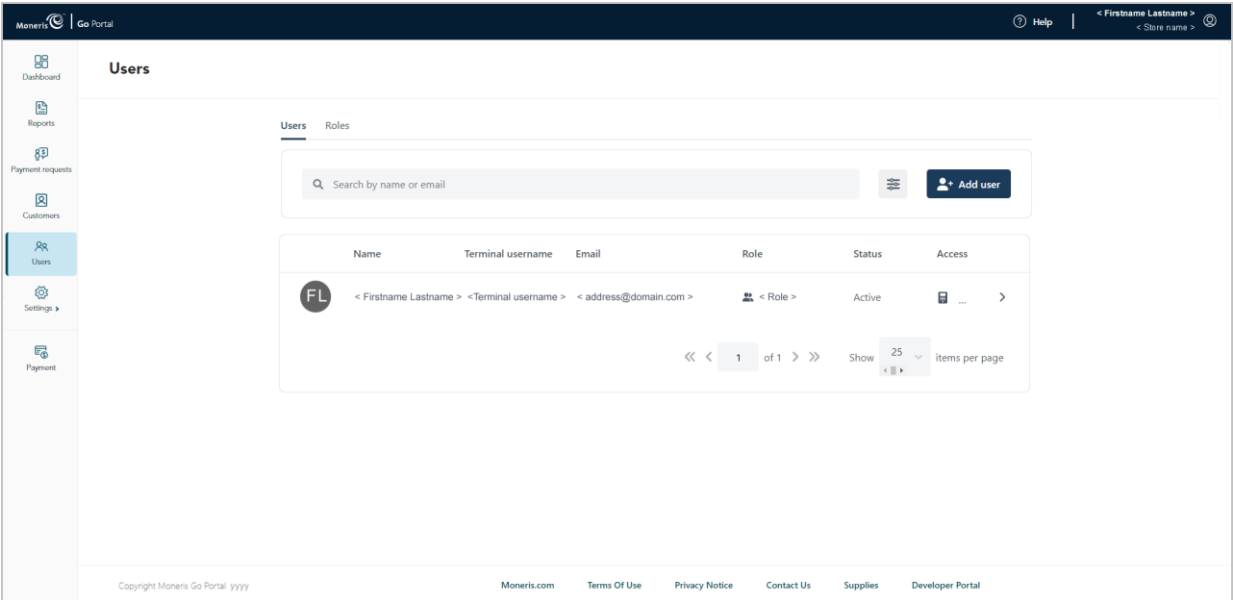 Moneris Go Portal
Help
< Firstname Lastname >
< Store name >
Dashboard
Reports
Payment requests
Customers
Users
Settings
Payment
Users
Users Roles
Search by name or email
Add user
Name Terminal username Email Role Status Access
FL < Firstname Lastname > <Terminal username > < address@domain.com > < Role > Active ...
1 of 1 Show 25 items per page
Copyright Moneris Go Portal yyyy
Moneris.com Terms Of Use Privacy Notice Contact Us Supplies Developer Portal